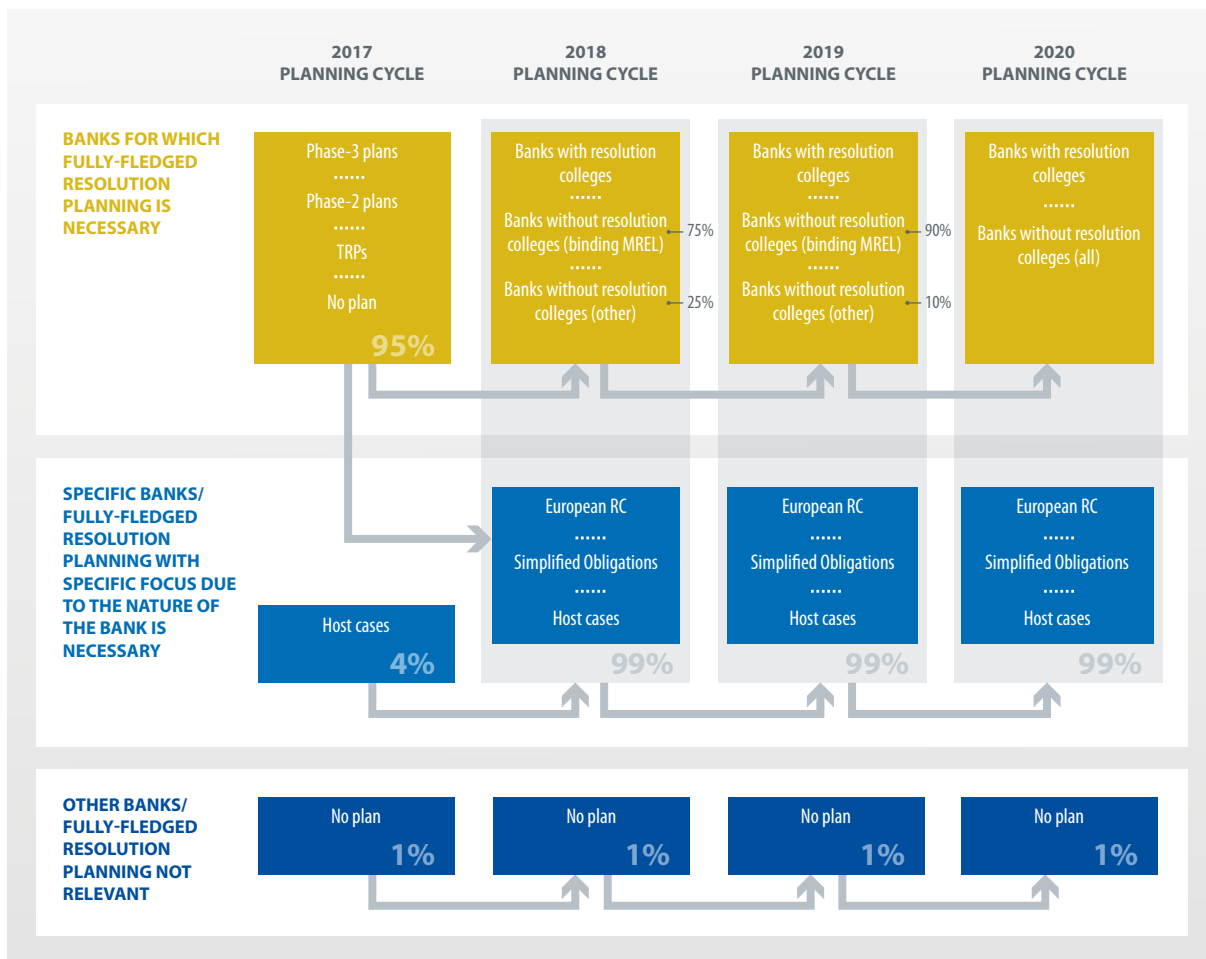 2017
PLANNING CYCLE
2018
PLANNING CYCLE
2019
PLANNING CYCLE
2020
PLANNING CYCLE
BANKS FOR WHICH
FULLY-FLEDGED
RESOLUTION
PLANNING IS
NECESSARY
Phase-3 plans
......
Phase-2 plans
......
TRPs
......
No plan
95%
Banks with resolution
colleges
......
Banks without resolution
colleges (binding MREL)
75%
......
Banks without resolution
colleges (other)
25%
Banks with resolution
colleges
......
Banks without resolution
colleges (binding MREL)
90%
......
Banks without resolution
colleges (other)
10%
Banks with resolution
colleges
......
Banks without resolution
colleges (all)
SPECIFIC BANKS/
FULLY-FLEDGED
RESOLUTION
PLANNING WITH
SPECIFIC FOCUS DUE
TO THE NATURE OF
THE BANK IS
NECESSARY
Host cases
4%
European RC
......
Simplified Obligations
......
Host cases
99%
European RC
......
Simplified Obligations
......
Host cases
99%
European RC
......
Simplified Obligations
......
Host cases
99%
OTHER BANKS/
FULLY-FLEDGED
RESOLUTION
PLANNING NOT
RELEVANT
No plan
1%
No plan
1%
No plan
1%
No plan
1%